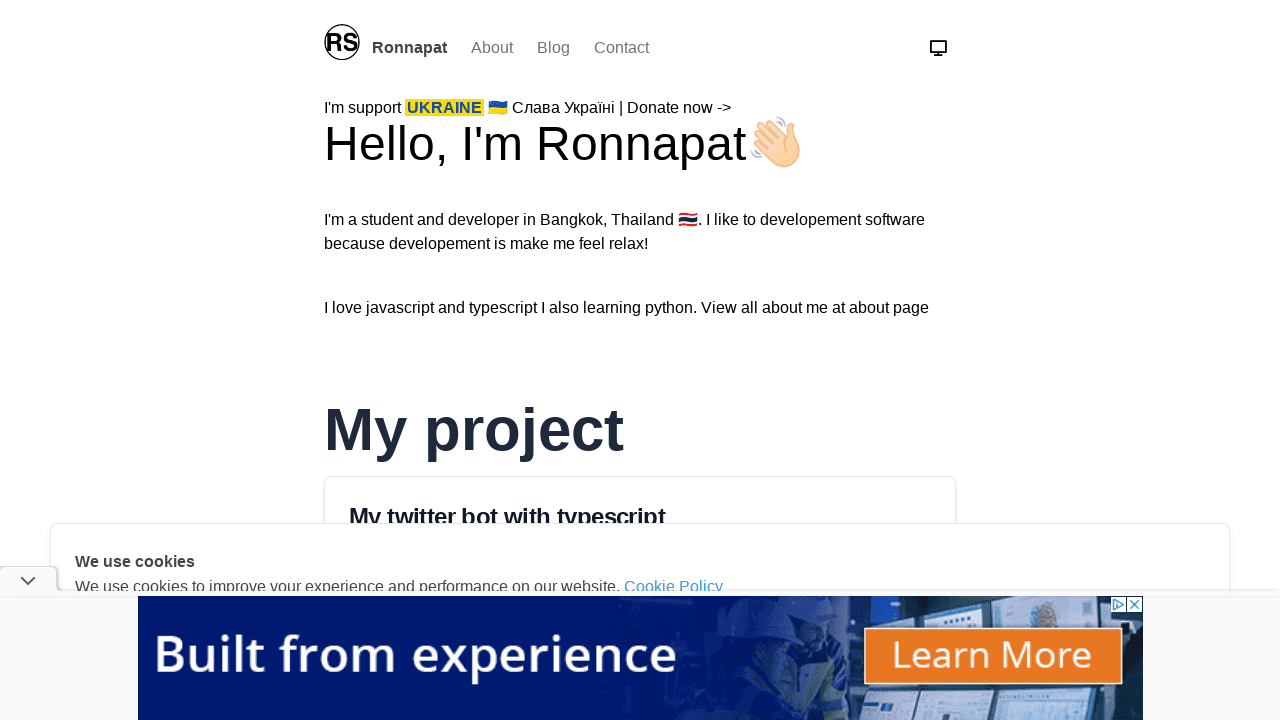 RS Ronnapat About Blog Contact
I'm support UKRAINE 🇺🇦 Слава Україні | Donate now ->
Hello, I'm Ronnapat👋🏻
I'm a student and developer in Bangkok, Thailand 🇹🇭. I like to developement software
because developement is make me feel relax!
I love javascript and typescript I also learning python. View all about me at about page
My project
My twitter bot with typescript
We use cookies
We use cookies to improve your experience and performance on our website. Cookie Policy
Built from experience
Learn More